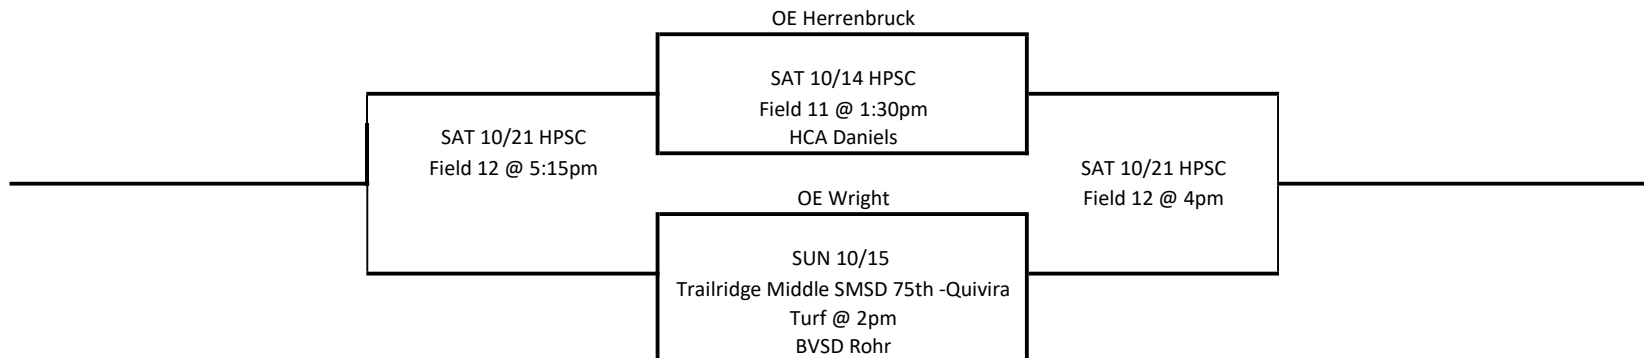 OE Herrenbruck
SAT 10/14 HPSC
Field 11 @ 1:30pm
HCA Daniels
SAT 10/21 HPSC
Field 12 @ 5:15pm
SAT 10/21 HPSC
Field 12 @ 4pm
OE Wright
SUN 10/15
Trailridge Middle SMSD 75th -Quivira
Turf @ 2pm
BVSD Rohr